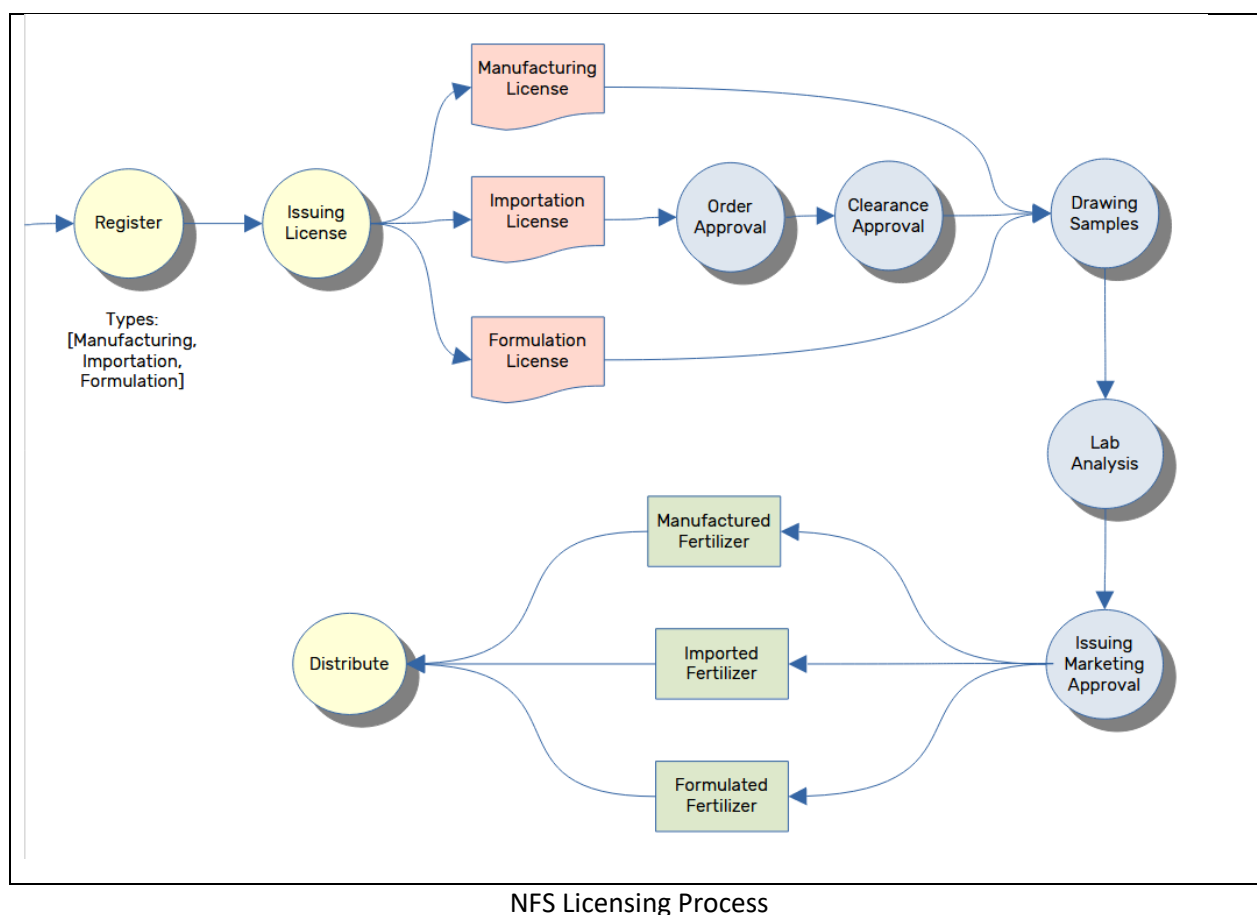 Manufacturing
License
Register
Issuing
License
Importation
License
Order
Approval
Clearance
Approval
Drawing
Samples
Types:
[Manufacturing,
Importation,
Formulation]
Formulation
License
Lab
Analysis
Manufactured
Fertilizer
Distribute
Imported
Fertilizer
Issuing
Marketing
Approval
Formulated
Fertilizer
NFS Licensing Process